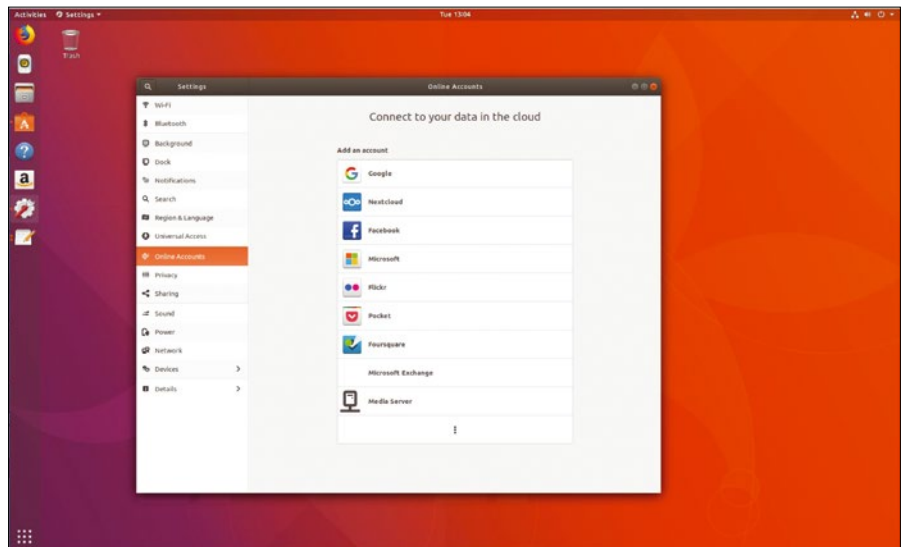 Activities Settings Tue 13:04
Trash
Settings Online Accounts
Wi-Fi
Bluetooth
Background
Dock
Notifications
Search
Region & Language
Universal Access
Online Accounts
Privacy
Sharing
Sound
Power
Network
Devices
Details
Connect to your data in the cloud
Add an account
Google
Nextcloud
Facebook
Microsoft
Flickr
Pocket
Foursquare
Microsoft Exchange
Media Server